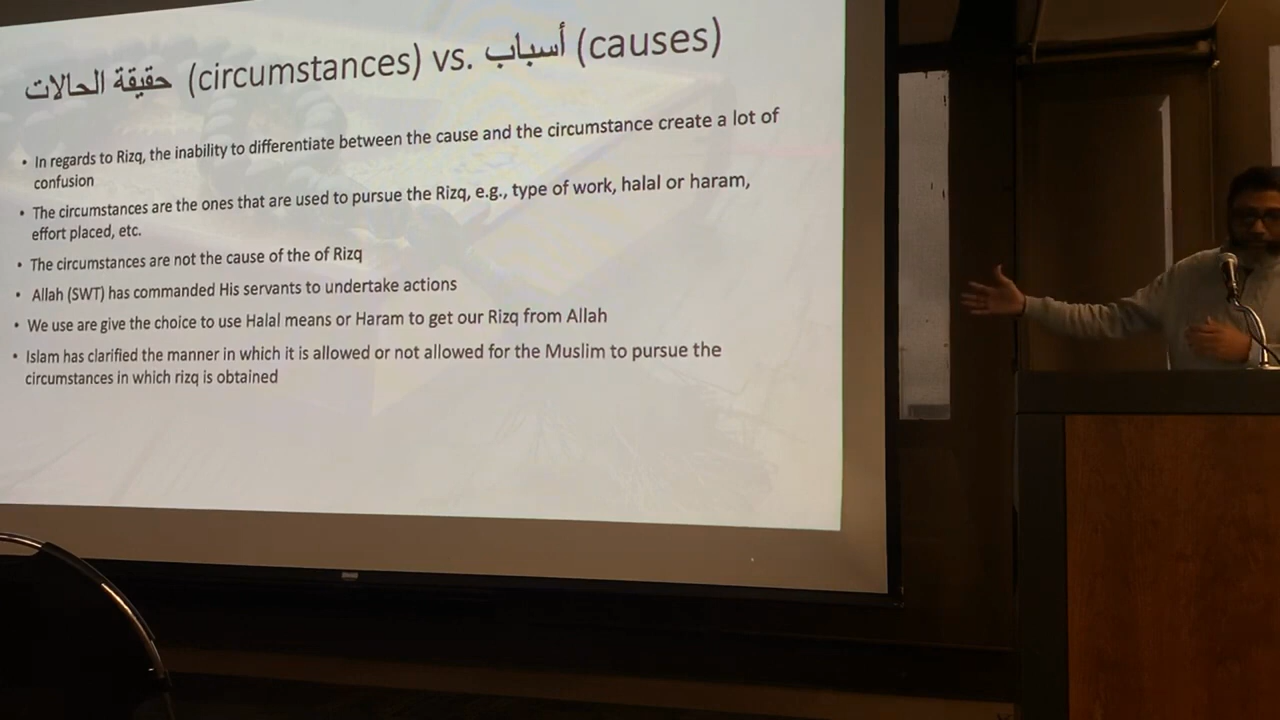 حقيقة الحالات (circumstances) vs. أسباب (causes)
• In regards to Rizq, the inability to differentiate between the cause and the circumstance create a lot of
confusion
• The circumstances are the ones that are used to pursue the Rizq, e.g., type of work, halal or haram,
effort placed, etc.
• The circumstances are not the cause of the of Rizq
• Allah (SWT) has commanded His servants to undertake actions
• We use are give the choice to use Halal means or Haram to get our Rizq from Allah
• Islam has clarified the manner in which it is allowed or not allowed for the Muslim to pursue the
circumstances in which rizq is obtained